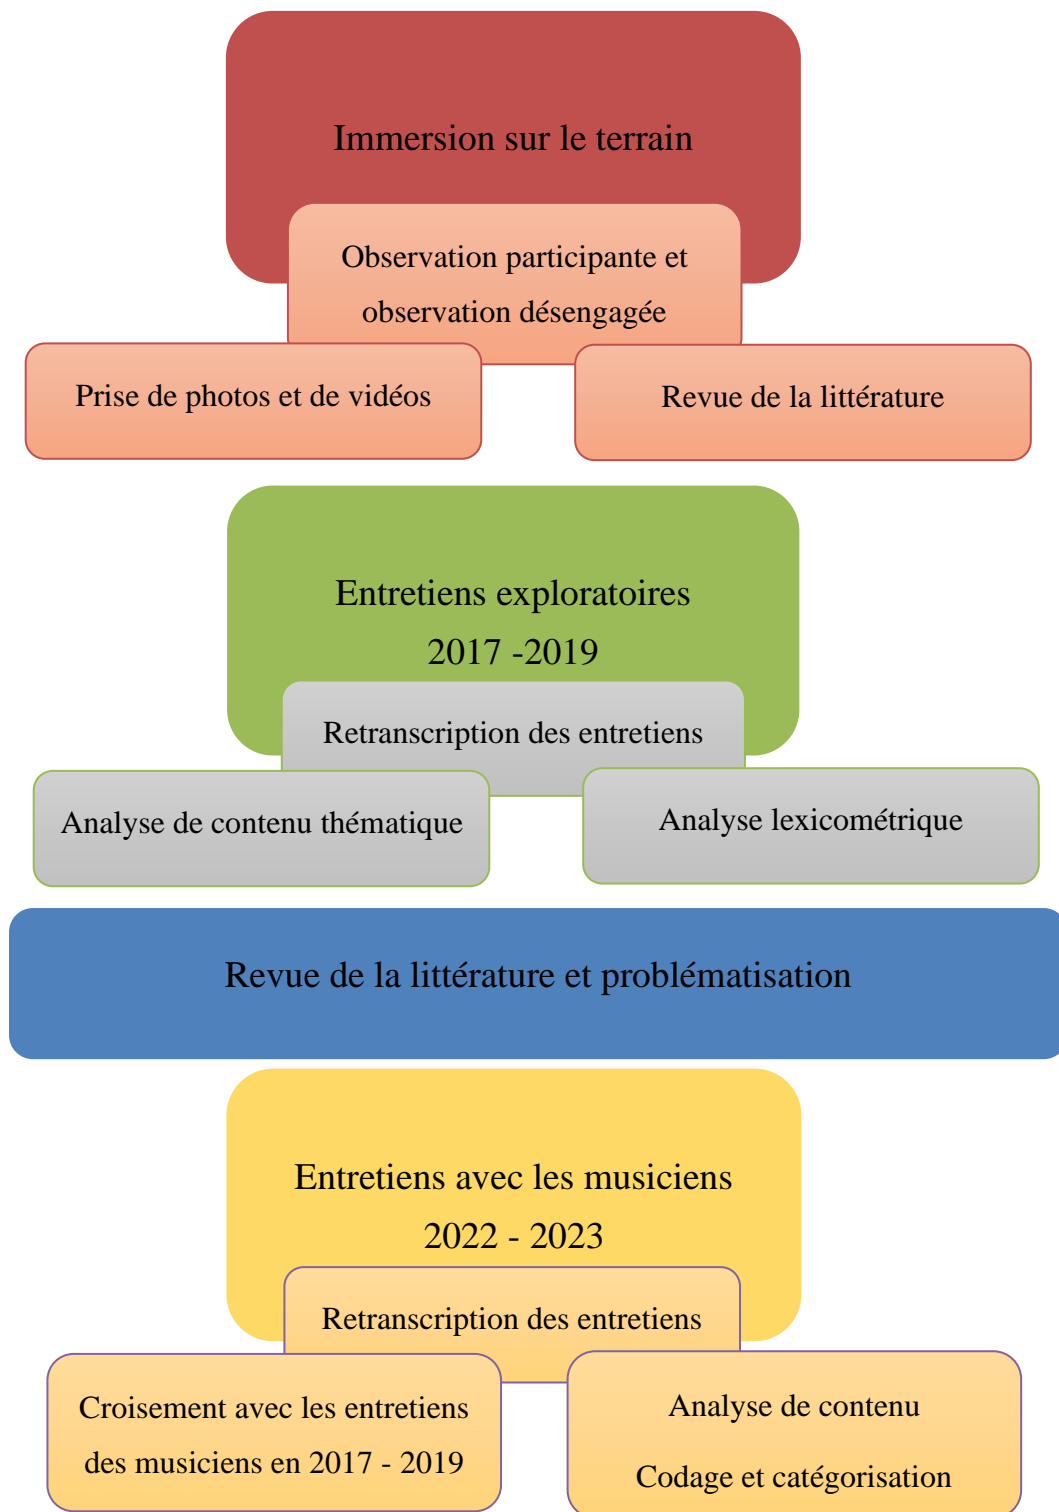 Immersion sur le terrain
Observation participante et
observation désengagée
Prise de photos et de vidéos
Revue de la littérature
Entretiens exploratoires
2017 -2019
Retranscription des entretiens
Analyse de contenu thématique
Analyse lexicométrique
Revue de la littérature et problématisation
Entretiens avec les musiciens
2022 - 2023
Retranscription des entretiens
Croisement avec les entretiens
des musiciens en 2017 - 2019
Analyse de contenu
Codage et catégorisation